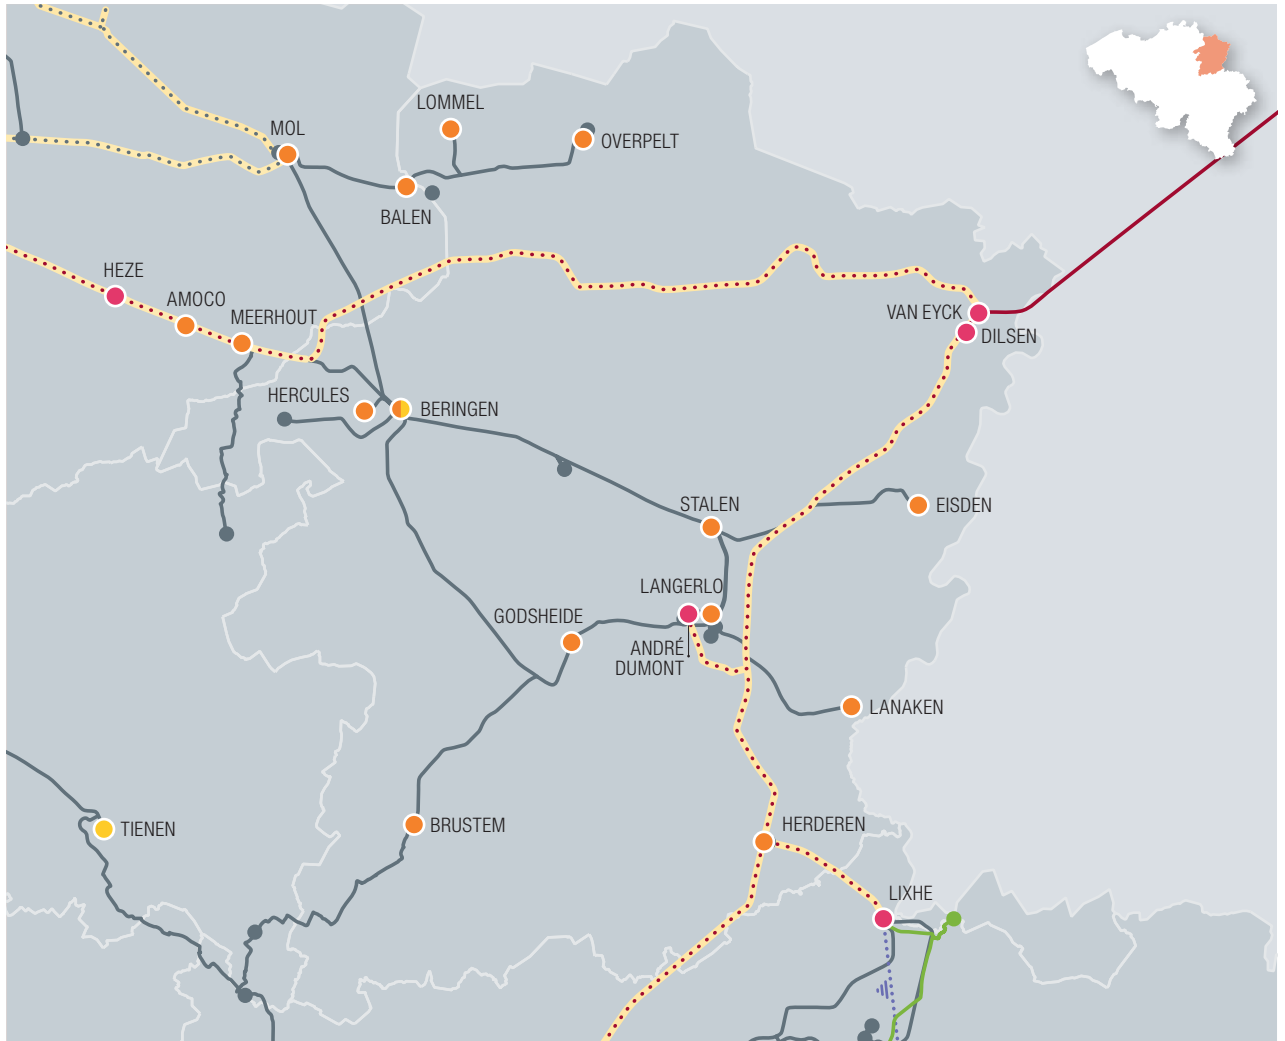 LOMMEL
MOL
OVERPELT
BALEN
HEZE
AMOCO
MEERHOUT
VAN EYCK
DILSEN
HERCULES
BERINGEN
STALEN
EISDEN
LANGERLO
GODSHEIDE
ANDRÉ
DUMONT
LANAKEN
TIENEN
BRUSTEM
HERDEREN
LIXHE